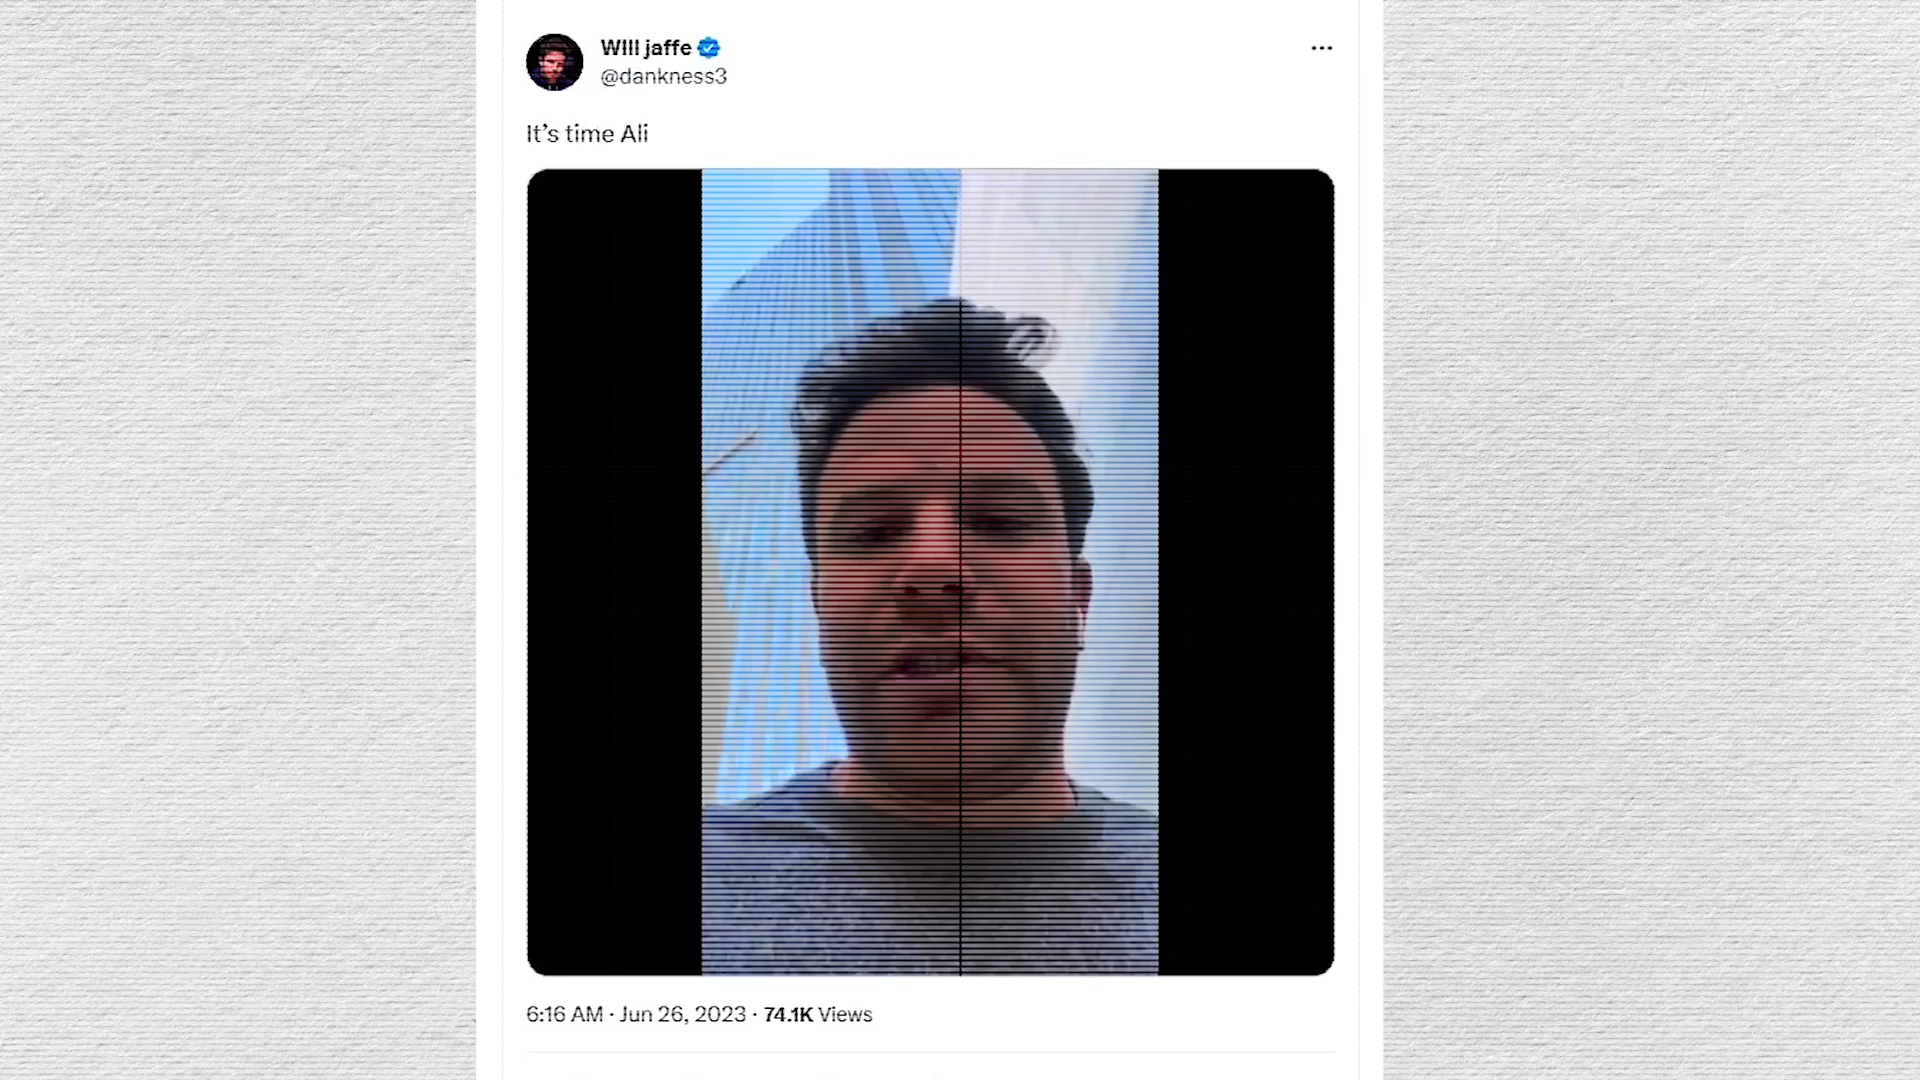 WIll jaffe
@dankness3
It’s time Ali
6:16 AM · Jun 26, 2023 · 74.1K Views